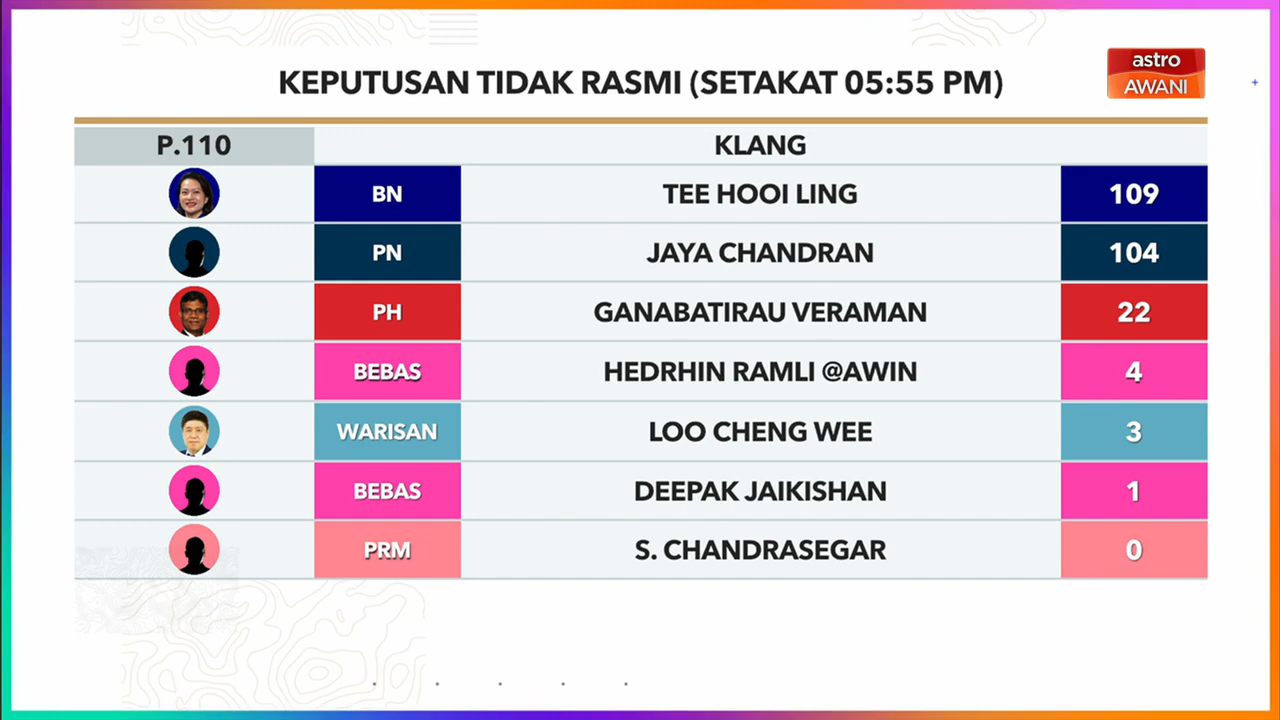 KEPUTUSAN TIDAK RASMI (SETAKAT 05:55 PM)
astro
AWANI
P.110 KLANG
BN TEE HOOI LING 109
PN JAYA CHANDRAN 104
PH GANABATIRAU VERAMAN 22
BEBAS HEDRHIN RAMLI @AWIN 4
WARISAN LOO CHENG WEE 3
BEBAS DEEPAK JAIKISHAN 1
PRM S. CHANDRASEGAR 0